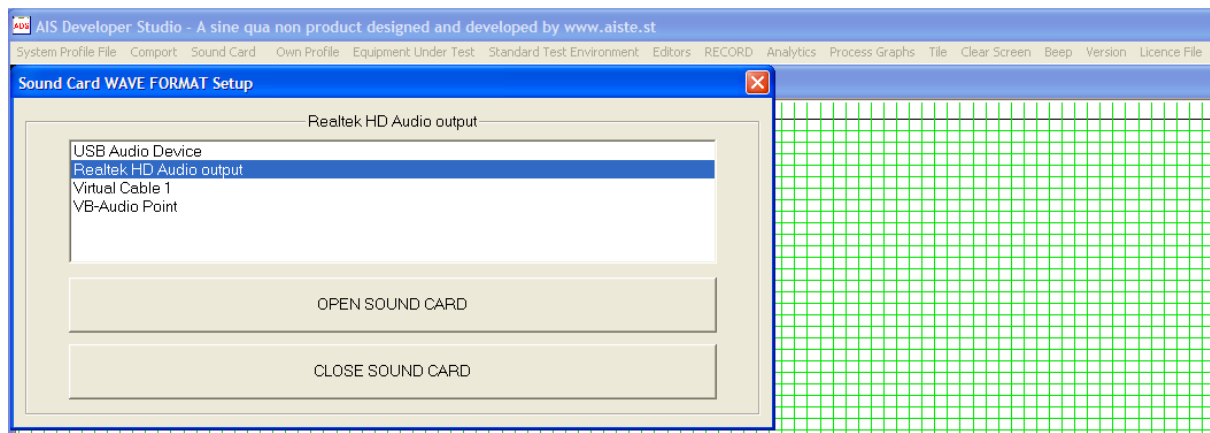 ADS AIS Developer Studio - A sine qua non product designed and developed by www.aiste.st
System Profile File Comport Sound Card Own Profile Equipment Under Test Standard Test Environment Editors RECORD Analytics Process Graphs Tile Clear Screen Beep Version Licence File
Sound Card WAVE FORMAT Setup
Realtek HD Audio output
USB Audio Device
Realtek HD Audio output
Virtual Cable 1
VB-Audio Point
OPEN SOUND CARD
CLOSE SOUND CARD